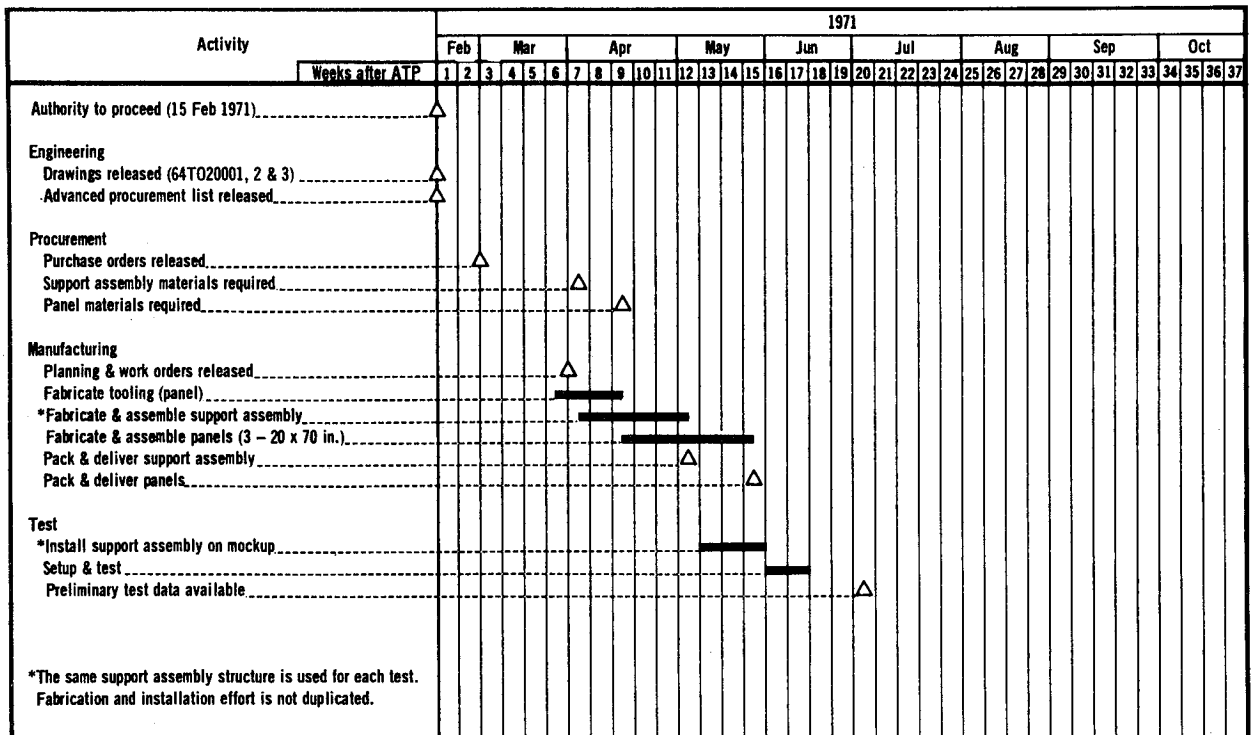 1971
Activity
Feb Mar Apr May Jun Jul Aug Sep Oct
Weeks after ATP 1 2 3 4 5 6 7 8 9 10 11 12 13 14 15 16 17 18 19 20 21 22 23 24 25 26 27 28 29 30 31 32 33 34 35 36 37
Authority to proceed (15 Feb 1971)
Engineering
Drawings released (64TO20001, 2 & 3)
Advanced procurement list released
Procurement
Purchase orders released
Support assembly materials required
Panel materials required
Manufacturing
Planning & work orders released
Fabricate tooling (panel)
*Fabricate & assemble support assembly
Fabricate & assemble panels (3 – 20 x 70 in.)
Pack & deliver support assembly
Pack & deliver panels
Test
*Install support assembly on mockup
Setup & test
Preliminary test data available
*The same support assembly structure is used for each test.
Fabrication and installation effort is not duplicated.